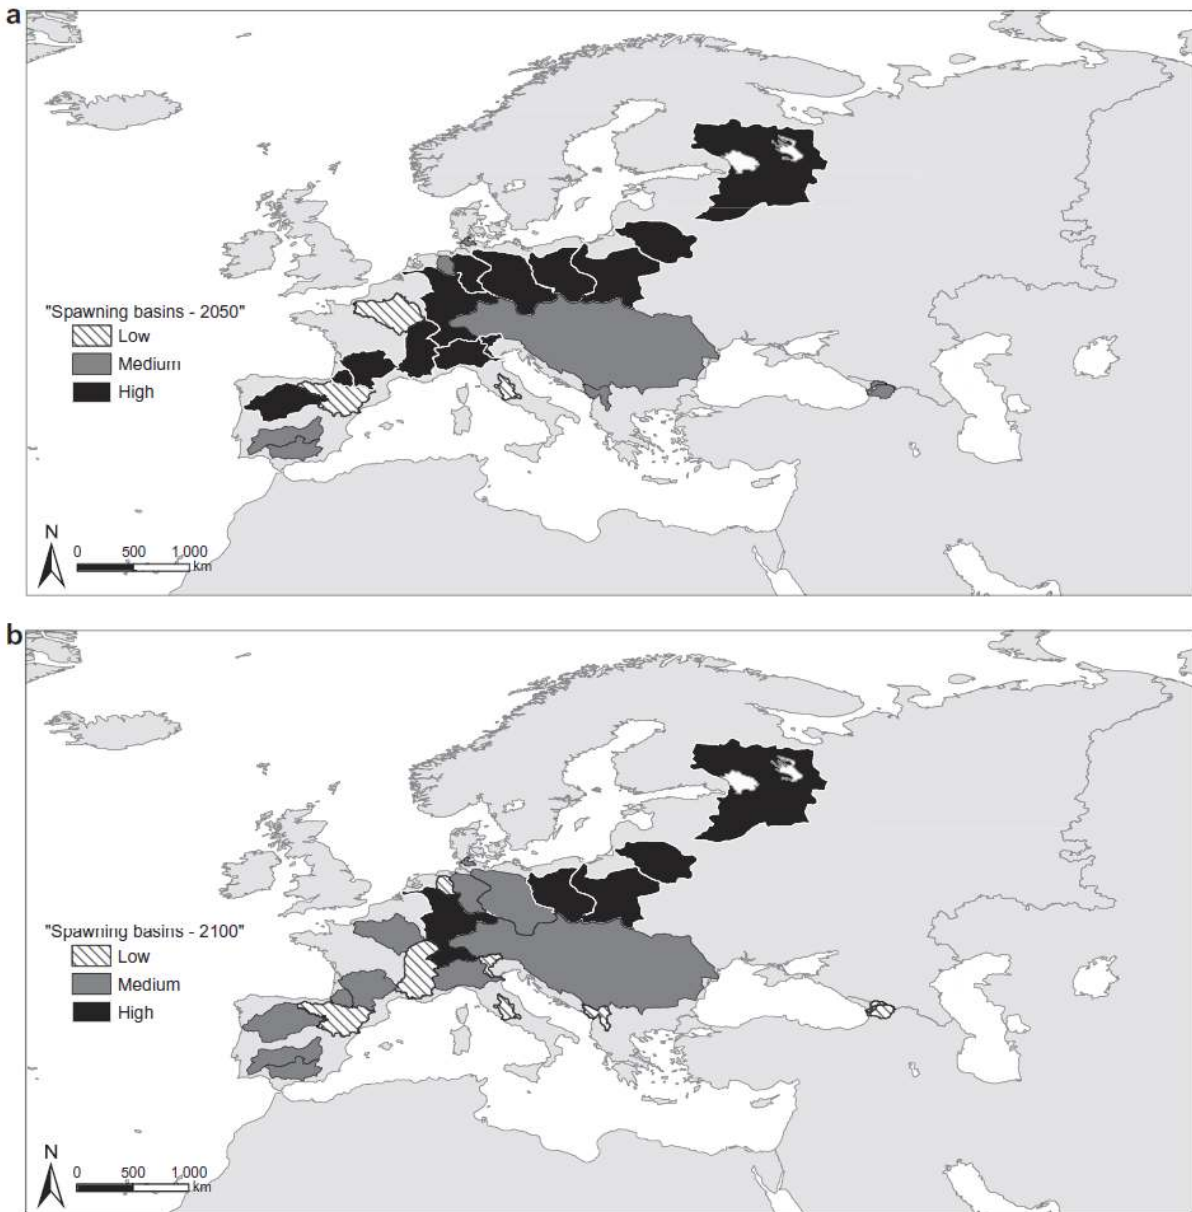 a
"Spawning basins - 2050"
Low
Medium
High
N
0 500 1,000
km
b
"Spawning basins - 2100"
Low
Medium
High
N
0 500 1,000
km